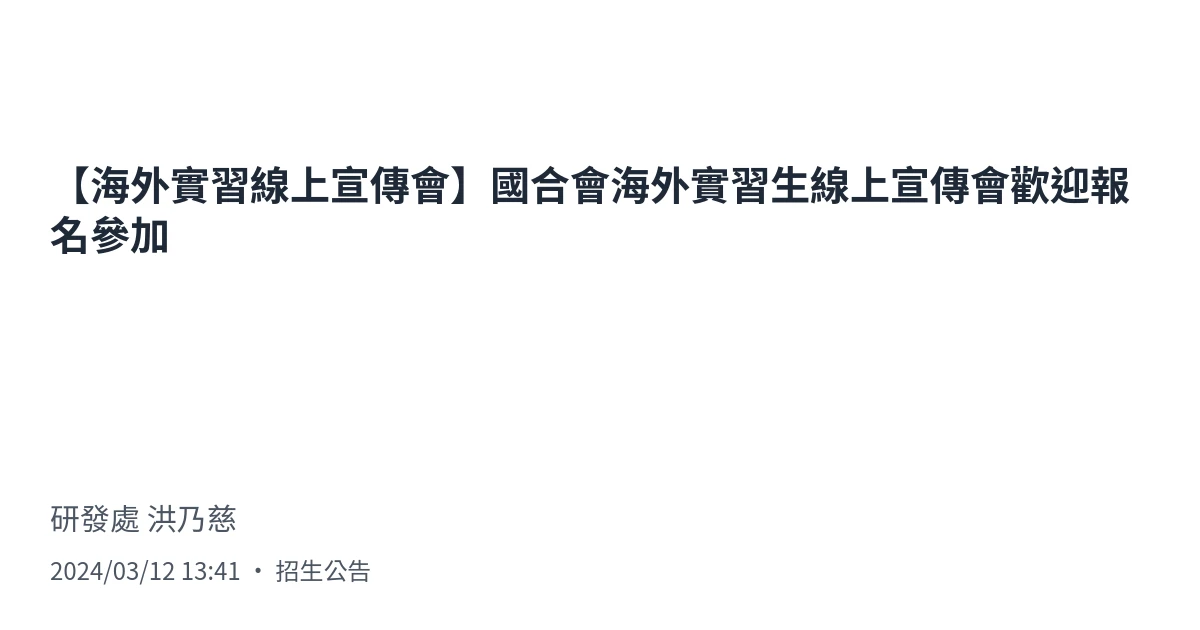 【海外實習線上宣傳會】國合會海外實習生線上宣傳會歡迎報
名參加
研發處 洪乃慈
2024/03/12 13:41 • 招生公告